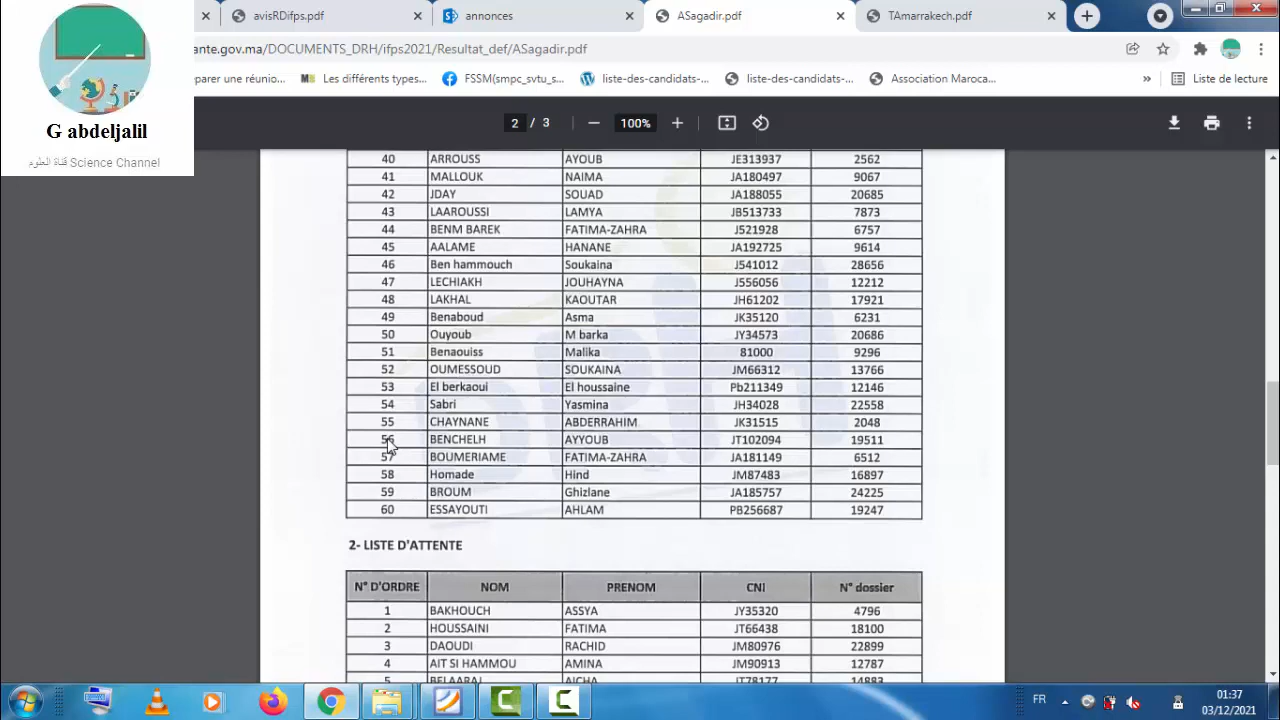 avisRDifps.pdf
annonces
ASagadir.pdf
TAmarrakech.pdf
ante.gov.ma/DOCUMENTS_DRH/ifps2021/Resultat_def/ASagadir.pdf
parer une réunio...
Les différents types...
FSSM(smpc_svtu_s...
liste-des-candidats-...
liste-des-candidats-...
Association Maroca...
»
Liste de lecture
G abdeljalil
Science Channel قناة العلوم
2 / 3
100%
40 ARROUSS AYOUB JE313937 2562
41 MALLOUK NAIMA JA180497 9067
42 JDAY SOUAD JA188055 20685
43 LAAROUSSI LAMYA JB513733 7873
44 BENM BAREK FATIMA-ZAHRA J521928 6757
45 AALAME HANANE JA192725 9614
46 Ben hammouch Soukaina J541012 28656
47 LECHIAKH JOUHAYNA J556056 12212
48 LAKHAL KAOUTAR JH61202 17921
49 Benaboud Asma JK35120 6231
50 Ouyoub M barka JY34573 20686
51 Benaouiss Malika 81000 9296
52 OUMESSOUD SOUKAINA JM66312 13766
53 El berkaoui El houssaine Pb211349 12146
54 Sabri Yasmina JH34028 22558
55 CHAYNANE ABDERRAHIM JK31515 2048
56 BENCHELH AYYOUB JT102094 19511
57 BOUMERIAME FATIMA-ZAHRA JA181149 6512
58 Homade Hind JM87483 16897
59 BROUM Ghizlane JA185757 24225
60 ESSAYOUTI AHLAM PB256687 19247
2- LISTE D'ATTENTE
N° D'ORDRE NOM PRENOM CNI N° dossier
1 BAKHOUCH ASSYA JY35320 4796
2 HOUSSAINI FATIMA JT66438 18100
3 DAOUDI RACHID JM80976 22899
4 AIT SI HAMMOU AMINA JM90913 12787
5 BELAARAJ AICHA JT78177 14883
FR
01:37
03/12/2021